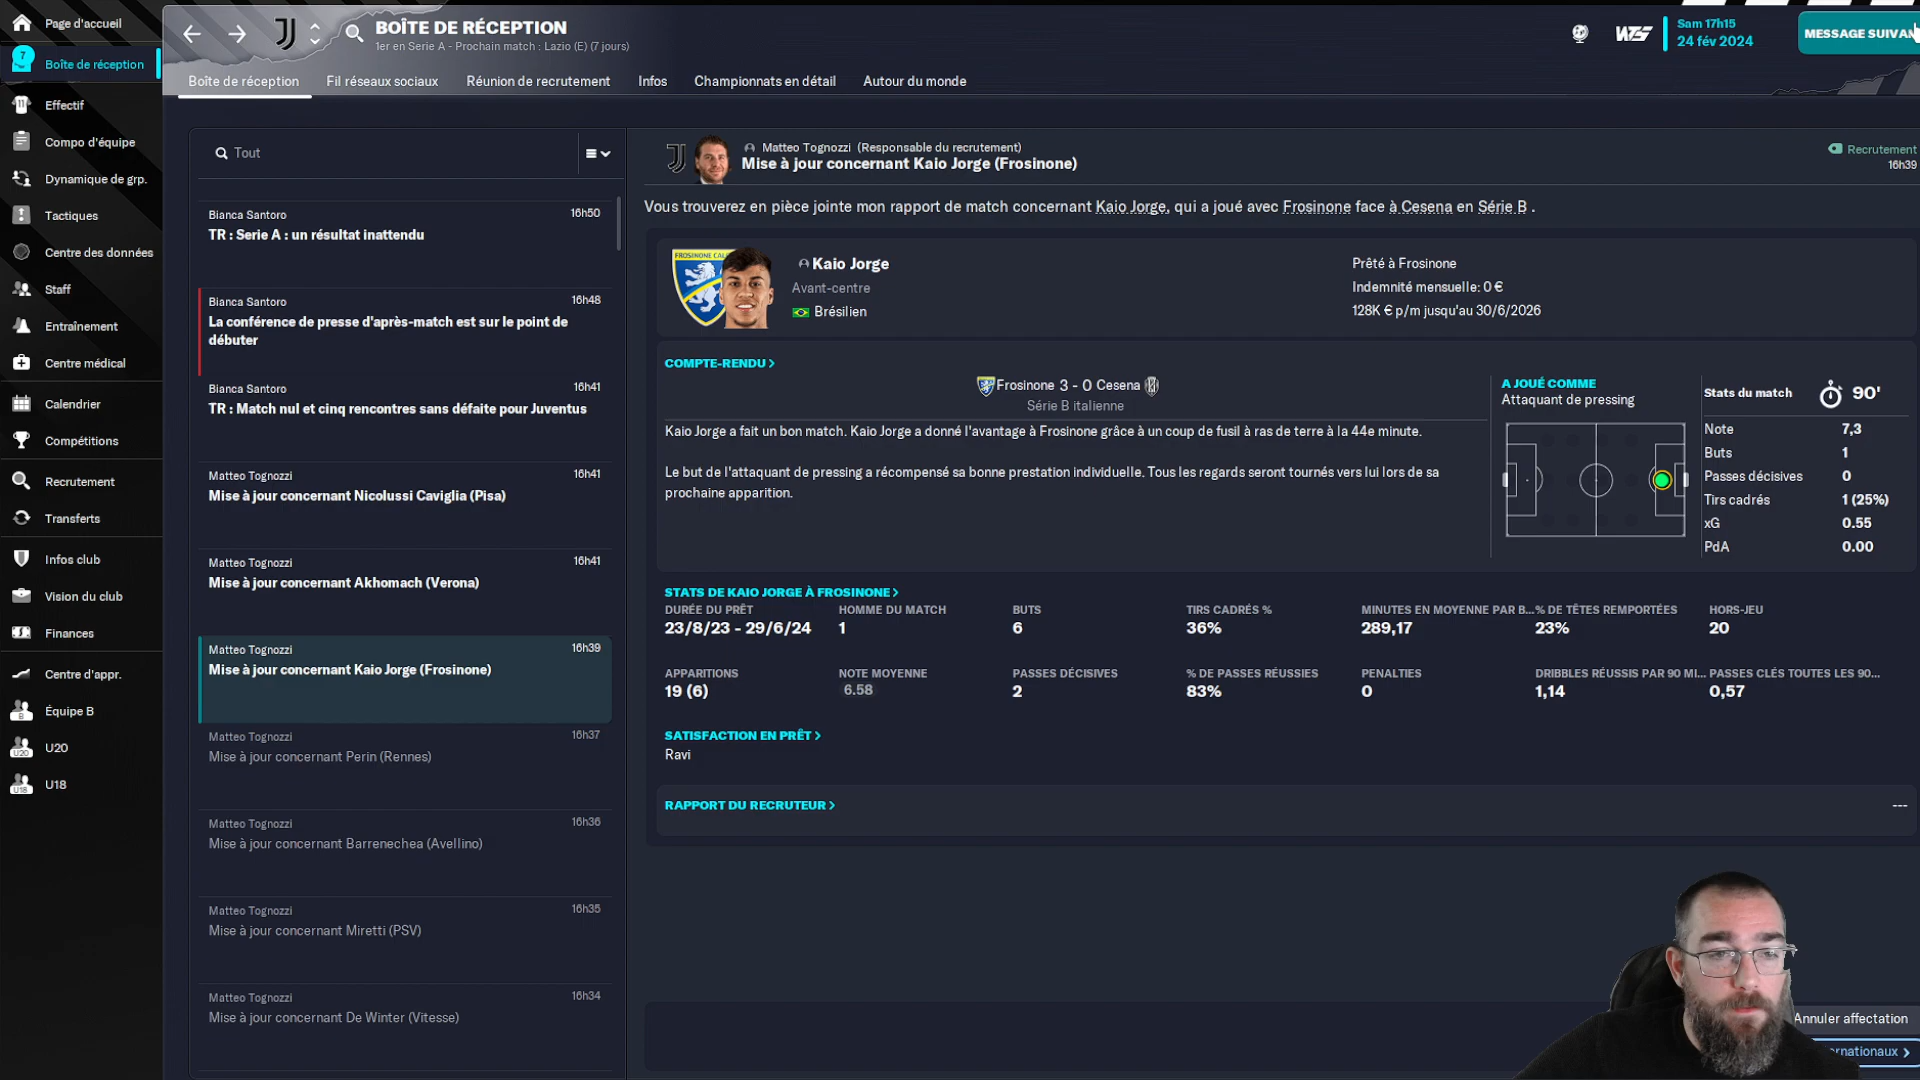 Page d'accueil
7
Boîte de réception
Effectif
Compo d'équipe
Dynamique de grp.
Tactiques
Centre des données
Staff
Entraînement
Centre médical
Calendrier
Compétitions
Recrutement
Transferts
Infos club
Vision du club
Finances
Centre d'appr.
Équipe B
U20
U18
BOÎTE DE RÉCEPTION
1er en Serie A - Prochain match : Lazio (E) (7 jours)
Sam 17h15
24 fév 2024
MESSAGE SUIVAN
Boîte de réception
Fil réseaux sociaux
Réunion de recrutement
Infos
Championnats en détail
Autour du monde
Tout
Bianca Santoro 16h50
TR : Serie A : un résultat inattendu
Bianca Santoro 16h48
La conférence de presse d'après-match est sur le point de
débuter
Bianca Santoro 16h41
TR : Match nul et cinq rencontres sans défaite pour Juventus
Matteo Tognozzi 16h41
Mise à jour concernant Nicolussi Caviglia (Pisa)
Matteo Tognozzi 16h41
Mise à jour concernant Akhomach (Verona)
Matteo Tognozzi 16h39
Mise à jour concernant Kaio Jorge (Frosinone)
Matteo Tognozzi 16h37
Mise à jour concernant Perin (Rennes)
Matteo Tognozzi 16h36
Mise à jour concernant Barrenechea (Avellino)
Matteo Tognozzi 16h35
Mise à jour concernant Miretti (PSV)
Matteo Tognozzi 16h34
Mise à jour concernant De Winter (Vitesse)
Matteo Tognozzi (Responsable du recrutement)
Mise à jour concernant Kaio Jorge (Frosinone)
Recrutement
16h39
Vous trouverez en pièce jointe mon rapport de match concernant Kaio Jorge, qui a joué avec Frosinone face à Cesena en Série B .
Kaio Jorge
Avant-centre
Brésilien
Prêté à Frosinone
Indemnité mensuelle: 0 €
128K € p/m jusqu'au 30/6/2026
COMPTE-RENDU >
Frosinone 3 - 0 Cesena
Série B italienne
Kaio Jorge a fait un bon match. Kaio Jorge a donné l'avantage à Frosinone grâce à un coup de fusil à ras de terre à la 44e minute.
Le but de l'attaquant de pressing a récompensé sa bonne prestation individuelle. Tous les regards seront tournés vers lui lors de sa
prochaine apparition.
A JOUÉ COMME
Attaquant de pressing
Stats du match 90'
Note 7,3
Buts 1
Passes décisives 0
Tirs cadrés 1 (25%)
xG 0.55
PdA 0.00
STATS DE KAIO JORGE À FROSINONE >
DURÉE DU PRÊT HOMME DU MATCH BUTS TIRS CADRÉS % MINUTES EN MOYENNE PAR B... % DE TÊTES REMPORTÉES HORS-JEU
23/8/23 - 29/6/24 1 6 36% 289,17 23% 20
APPARITIONS NOTE MOYENNE PASSES DÉCISIVES % DE PASSES RÉUSSIES PENALTIES DRIBBLES RÉUSSIS PAR 90 MI... PASSES CLÉS TOUTES LES 90...
19 (6) 6.58 2 83% 0 1,14 0,57
SATISFACTION EN PRÊT >
Ravi
RAPPORT DU RECRUTEUR > ---
Annuler affectation
ernationaux >